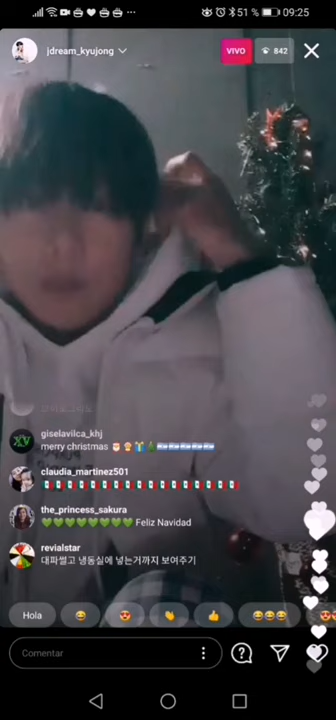 51 %
09:25
jdream_kyujong
VIVO
842
giselavilca_khj
merry christmas 🎅🤶🎁🎄🇦🇷🇦🇷🇦🇷🇦🇷🇦🇷
claudia_martinez501
🇲🇽🇲🇽🇲🇽🇲🇽🇲🇽🇲🇽🇲🇽🇲🇽🇲🇽🇲🇽🇲🇽🇲🇽🇲🇽
the_princess_sakura
💚💚💚💚💚💚💚💚 Feliz Navidad
revialstar
대파썰고 냉동실에 넣는거까지 보여주기
Hola
Comentar